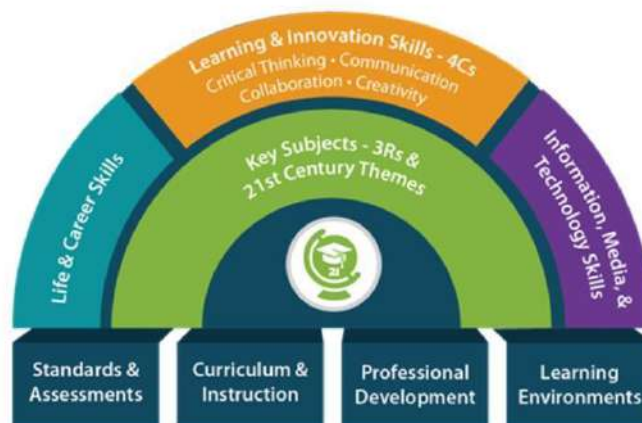 Learning & Innovation Skills - 4Cs
Critical Thinking • Communication
Collaboration • Creativity
Life & Career Skills
Key Subjects - 3Rs &
21st Century Themes
Information, Media, &
Technology Skills
21
Standards &
Assessments
Curriculum &
Instruction
Professional
Development
Learning
Environments